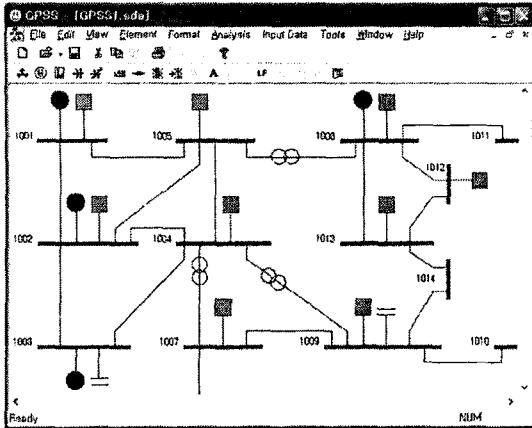 GPSS - [GPSS1.sda]
File Edit View Element Format Analysis Input Data Tools Window Help
A LF
1001 1005 1008 1011
1012
1002 1004 1013
1014
1003 1007 1009 1010
Ready NUM